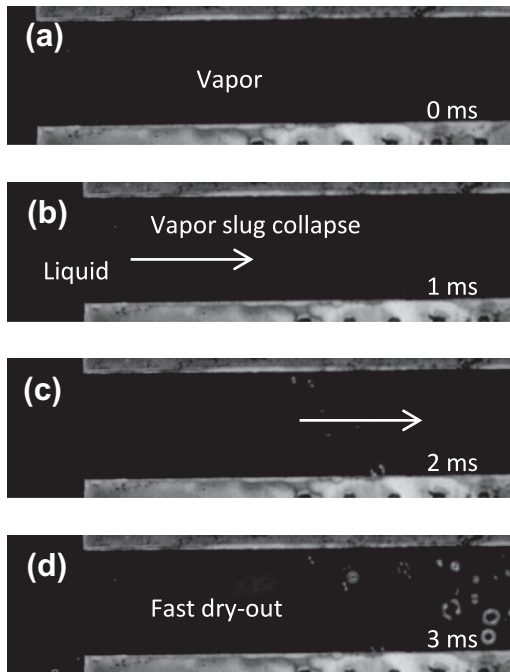 (a)
Vapor
0 ms
(b)
Vapor slug collapse
Liquid
1 ms
(c)
2 ms
(d)
Fast dry-out
3 ms